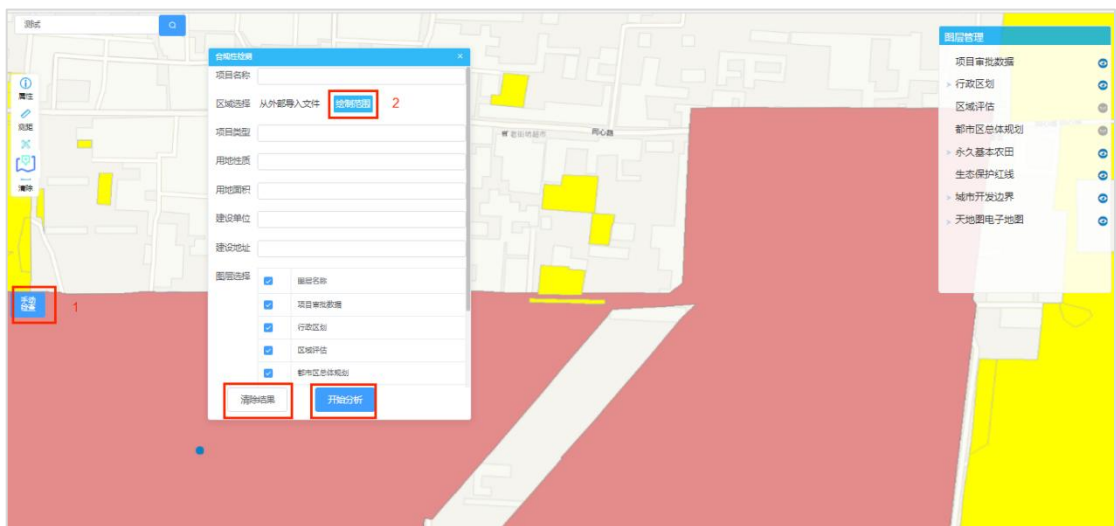 测试
合规性检测
×
项目名称
区域选择 从外部导入文件 绘制范围 2
项目类型
用地性质
用地面积
建设单位
建设地址
图层选择
图层名称
项目审批数据
行政区划
区域评估
都市区总体规划
清除结果 开始分析
属性
测距
清除
手动
检查
1
老街坊超市
同心路
图层管理
项目审批数据
行政区划
区域评估
都市区总体规划
永久基本农田
生态保护红线
城市开发边界
天地图电子地图